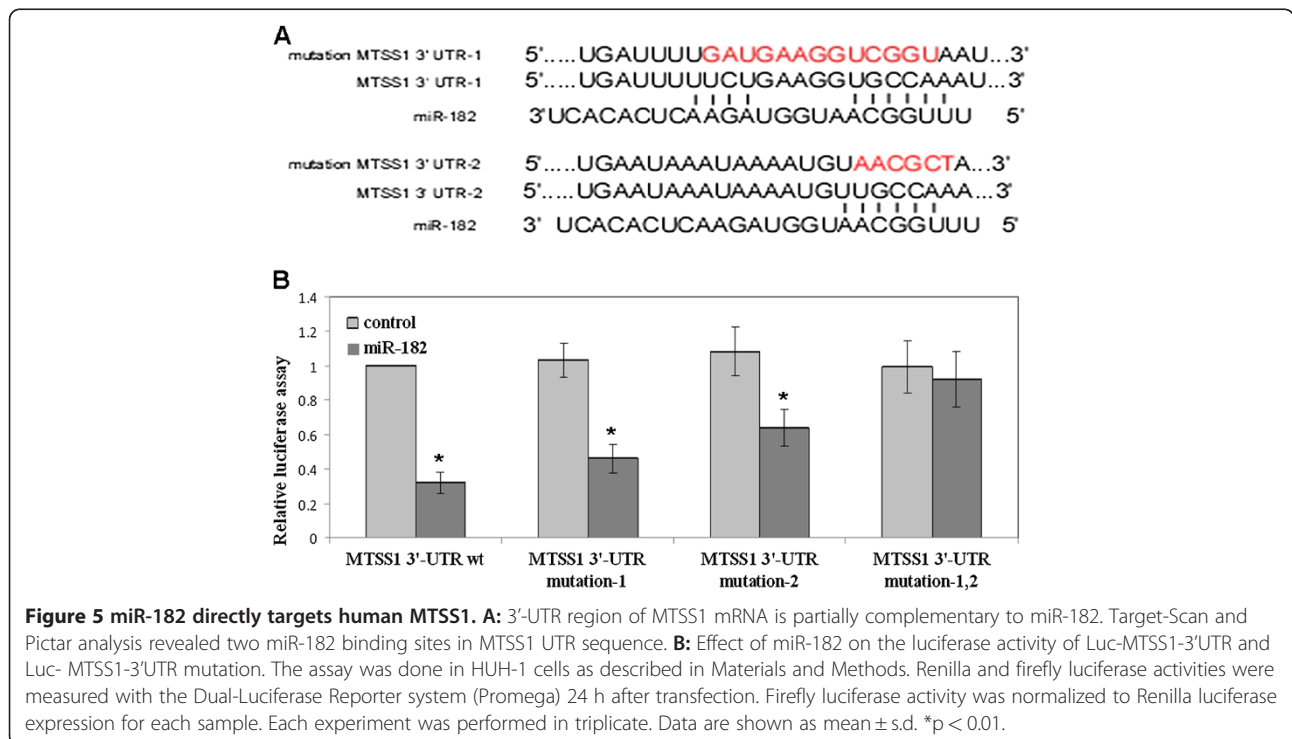 A
mutation MTSS1 3' UTR-1 5'.....UGAUUUUGAUGAAGGUCGGUAAU...3'
MTSS1 3' UTR-1 5'.....UGAUUUUUCUGAAGGUGCCAAAU...3'
miR-182 3'UCACACUCAAGAUGGUAACGGUUU 5'
mutation MTSS1 3' UTR-2 5'.....UGAAUAAAUAAAAUGUAACGCTA...3'
MTSS1 3' UTR-2 5'.....UGAAUAAAUAAAAUGUUGCCAAA...3'
miR-182 3' UCACACUCAAGAUGGUAACGGUUU 5'
B
Relative luciferase assay
1.4
1.2
1
0.8
0.6
0.4
0.2
0
control
miR-182
*
*
*
MTSS1 3'-UTR wt
MTSS1 3'-UTR mutation-1
MTSS1 3'-UTR mutation-2
MTSS1 3'-UTR mutation-1,2
Figure 5 miR-182 directly targets human MTSS1. A: 3'-UTR region of MTSS1 mRNA is partially complementary to miR-182. Target-Scan and
Pictar analysis revealed two miR-182 binding sites in MTSS1 UTR sequence. B: Effect of miR-182 on the luciferase activity of Luc-MTSS1-3'UTR and
Luc- MTSS1-3'UTR mutation. The assay was done in HUH-1 cells as described in Materials and Methods. Renilla and firefly luciferase activities were
measured with the Dual-Luciferase Reporter system (Promega) 24 h after transfection. Firefly luciferase activity was normalized to Renilla luciferase
expression for each sample. Each experiment was performed in triplicate. Data are shown as mean ± s.d. *p < 0.01.